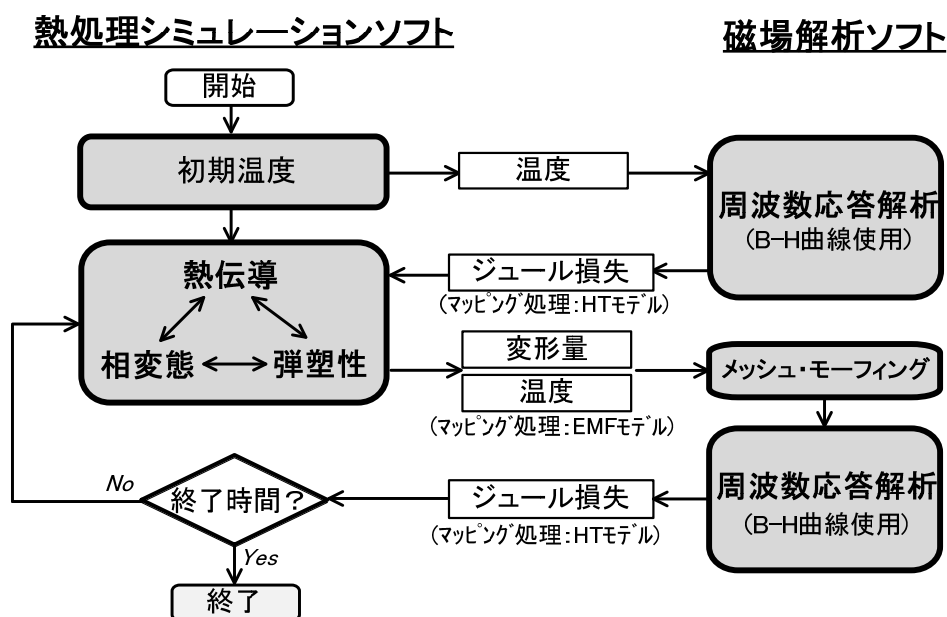 熱処理シミュレーションソフト
磁場解析ソフト
開始
初期温度
温度
周波数応答解析
(B-H曲線使用)
熱伝導
相変態
弾塑性
ジュール損失
(マッピング処理:HTモデル)
変形量
温度
(マッピング処理:EMFモデル)
メッシュ・モーフィング
周波数応答解析
(B-H曲線使用)
ジュール損失
(マッピング処理:HTモデル)
終了時間?
No
Yes
終了